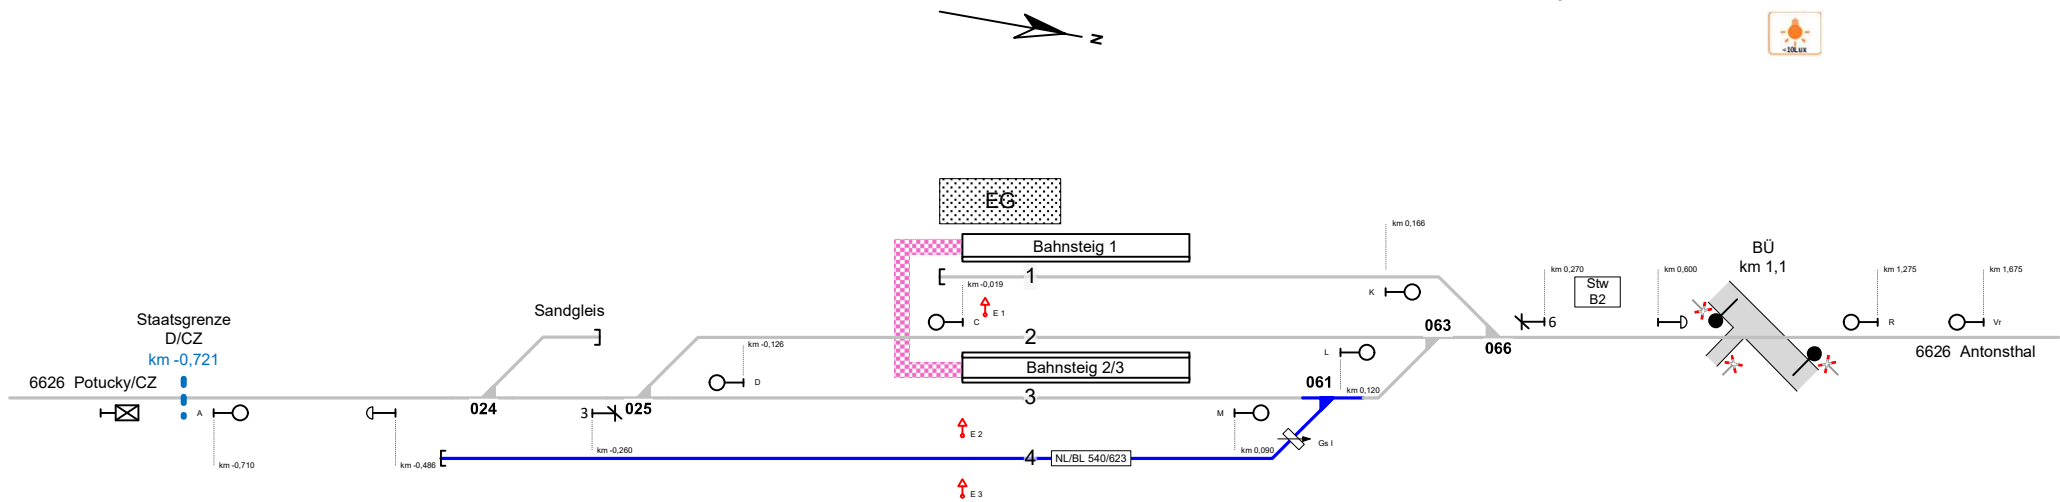 N
<10Lux
EG
Bahnsteig 1
km 0,166
BÜ
km 1,1
1
km -0,019
K
km 0,270
Stw
B2
km 0,600
km 1,275
km 1,675
E 1
C
6
R
Vr
Sandgleis
Staatsgrenze
D/CZ
km -0,721
2
063
066
6626 Antonsthal
km -0,126
L
Bahnsteig 2/3
6626 Potucky/CZ
D
061
km 0,120
3
024
025
A
3
M
E 2
Gs I
km -0,710
km -0,486
km -0,260
km 0,090
4
NL/BL 540/623
E 3